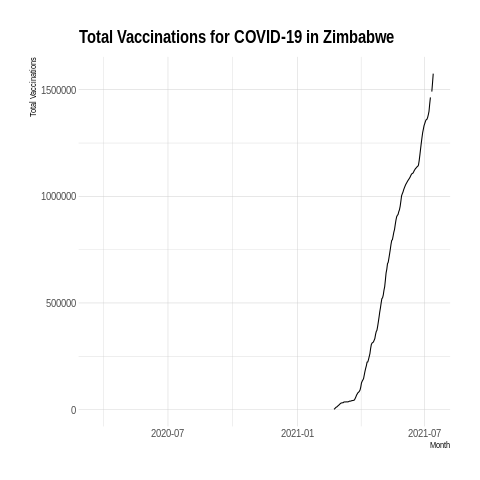 Total Vaccinations for COVID-19 in Zimbabwe
Total Vaccinations
1500000
1000000
500000
0
2020-07 2021-01 2021-07
Month